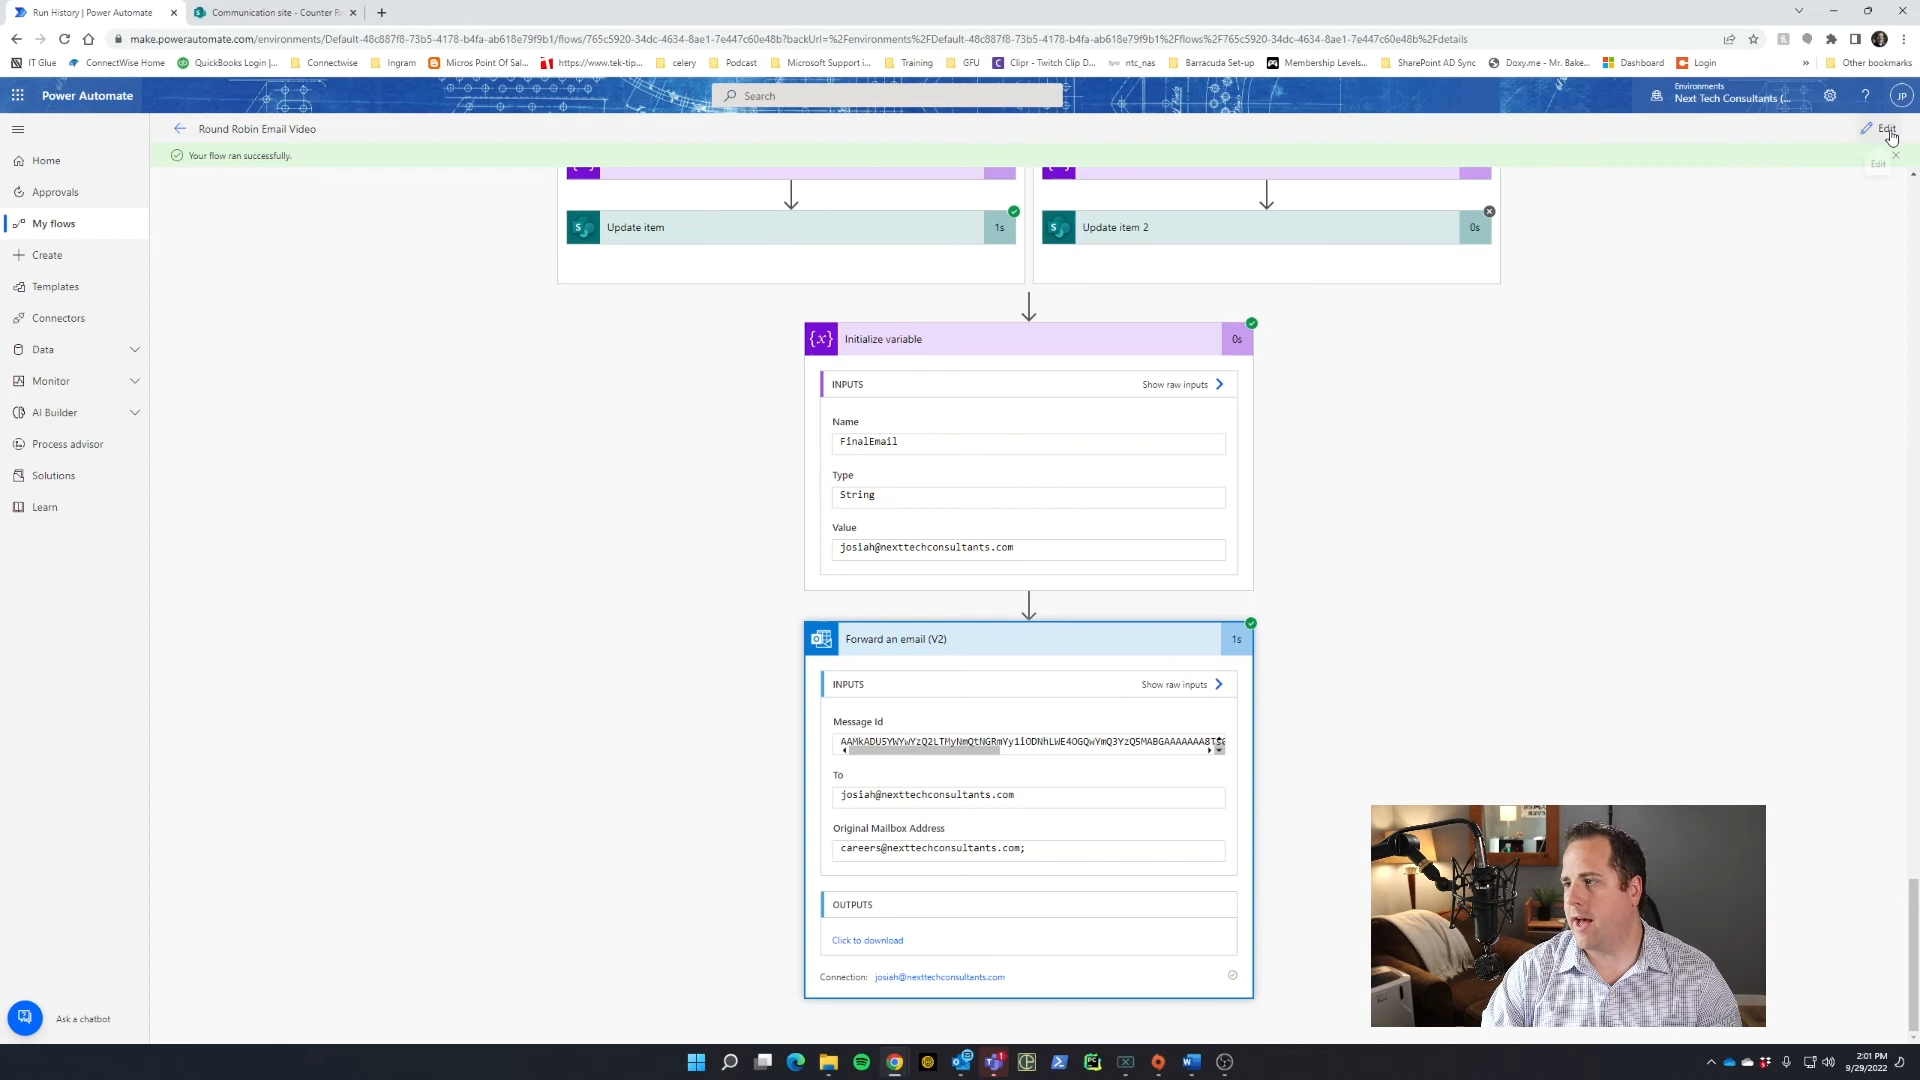 Run History | Power Automate
Communication site - Counter R
make.powerautomate.com/environments/Default-48c887f8-73b5-4178-b4fa-ab618e79f9b1/flows/765c5920-34dc-4634-8ae1-7e447c60e48b?backUrl=%2Fenvironments%2FDefault-48c887f8-73b5-4178-b4fa-ab618e79f9b1%2Fflows%2F765c5920-34dc-4634-8ae1-7e447c60e48b%2Fdetails
IT Glue
ConnectWise Home
QuickBooks Login |...
Connectwise
Ingram
Micros Point Of Sal...
https://www.tek-tip...
celery
Podcast
Microsoft Support i...
Training
GFU
Clipr - Twitch Clip D...
ntc_nas
Barracuda Set-up
Membership Levels...
SharePoint AD Sync
Doxy.me - Mr. Bake...
Dashboard
Login
»
Other bookmarks
Power Automate
Search
Environments
Next Tech Consultants (...
JP
Round Robin Email Video
Edit
Your flow ran successfully.
Edit
Home
Approvals
My flows
Create
Templates
Connectors
Data
Monitor
AI Builder
Process advisor
Solutions
Learn
Ask a chatbot
Update item
1s
Update item 2
0s
{x}
Initialize variable
0s
INPUTS
Show raw inputs
Name
FinalEmail
Type
String
Value
josiah@nexttechconsultants.com
Forward an email (V2)
1s
INPUTS
Show raw inputs
Message Id
To
josiah@nexttechconsultants.com
Original Mailbox Address
careers@nexttechconsultants.com;
OUTPUTS
Click to download
Connection: josiah@nexttechconsultants.com
2:01 PM
9/29/2022